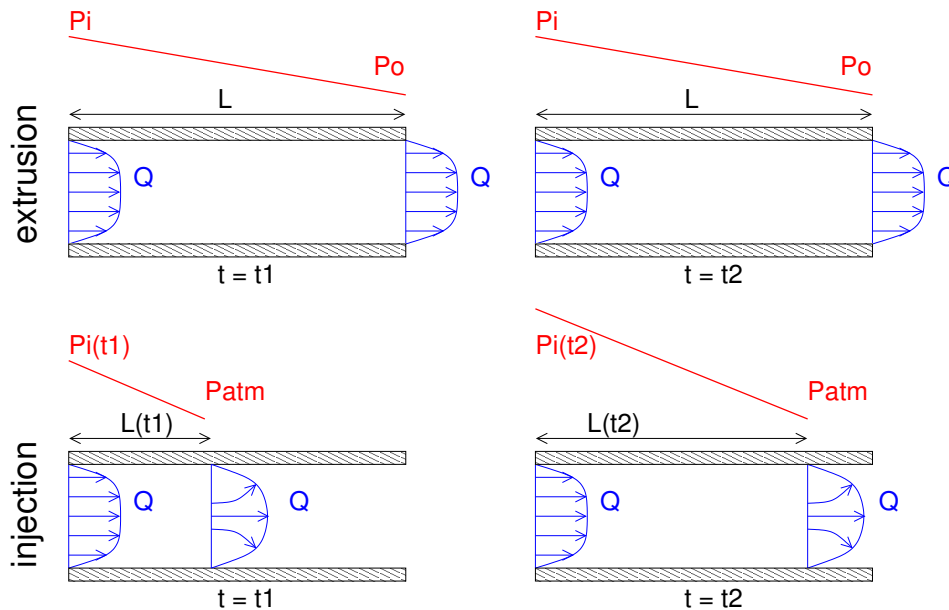 Pi
Po
L
extrusion
Q
Q
t = t1
Pi
Po
L
Q
Q
t = t2
Pi(t1)
Patm
L(t1)
injection
Q
Q
t = t1
Pi(t2)
Patm
L(t2)
Q
Q
t = t2